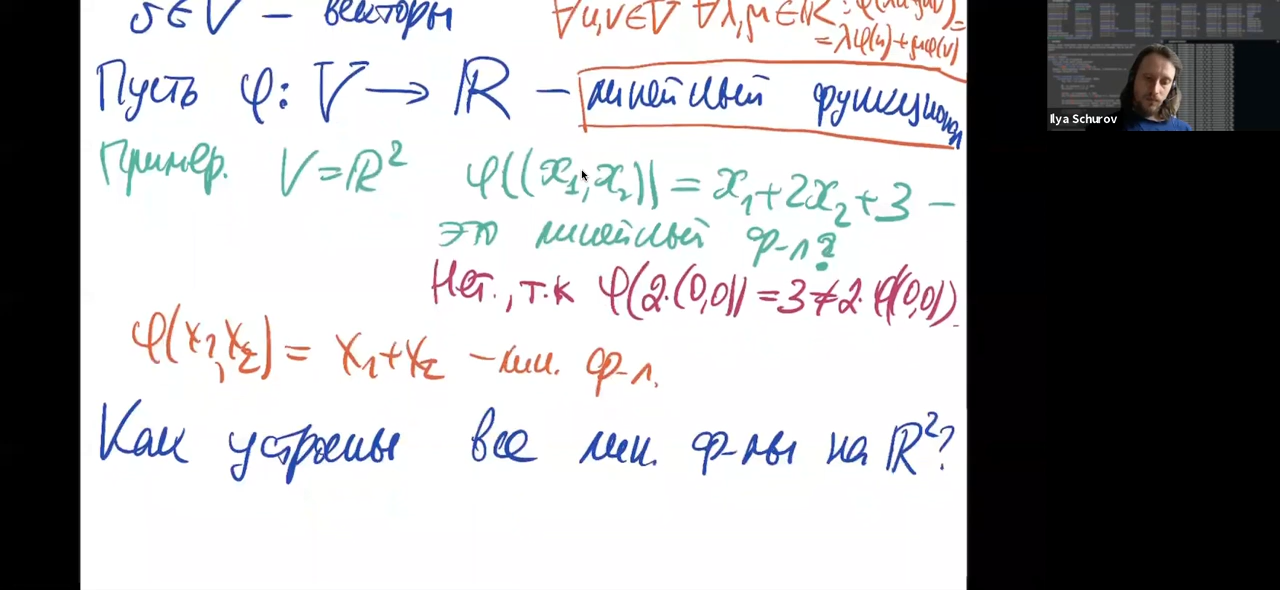 v∈V — векторы ∀u,v∈V ∀λ,μ∈R: φ(λu+μv)=
=λφ(u)+μφ(v)
Пусть φ: V → R — линейный функционал
Пример. V=R² φ((x₁,x₂)) = x₁+2x₂+3 —
это линейный ф-л?
Нет, т.к φ(2·(0,0)) = 3≠2·φ(0,0).
φ(x₁,x₂) = x₁+x₂ — лин. ф-л.
Как устроены все лин. ф-лы на R²?
Ilya Schurov